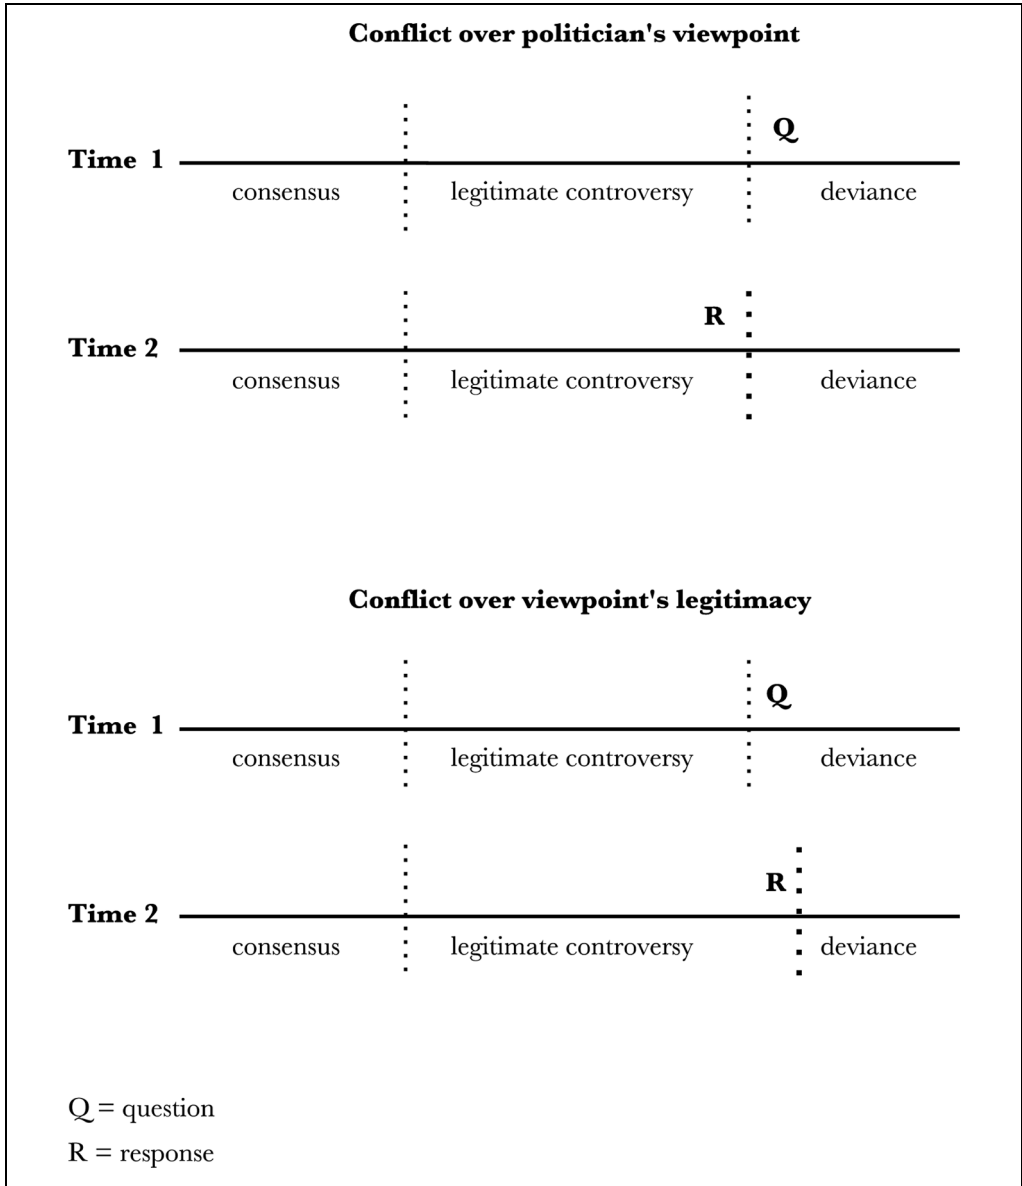 Conflict over politician's viewpoint
Q
Time 1
consensus legitimate controversy deviance
R
Time 2
consensus legitimate controversy deviance
Conflict over viewpoint's legitimacy
Q
Time 1
consensus legitimate controversy deviance
R
Time 2
consensus legitimate controversy deviance
Q = question
R = response